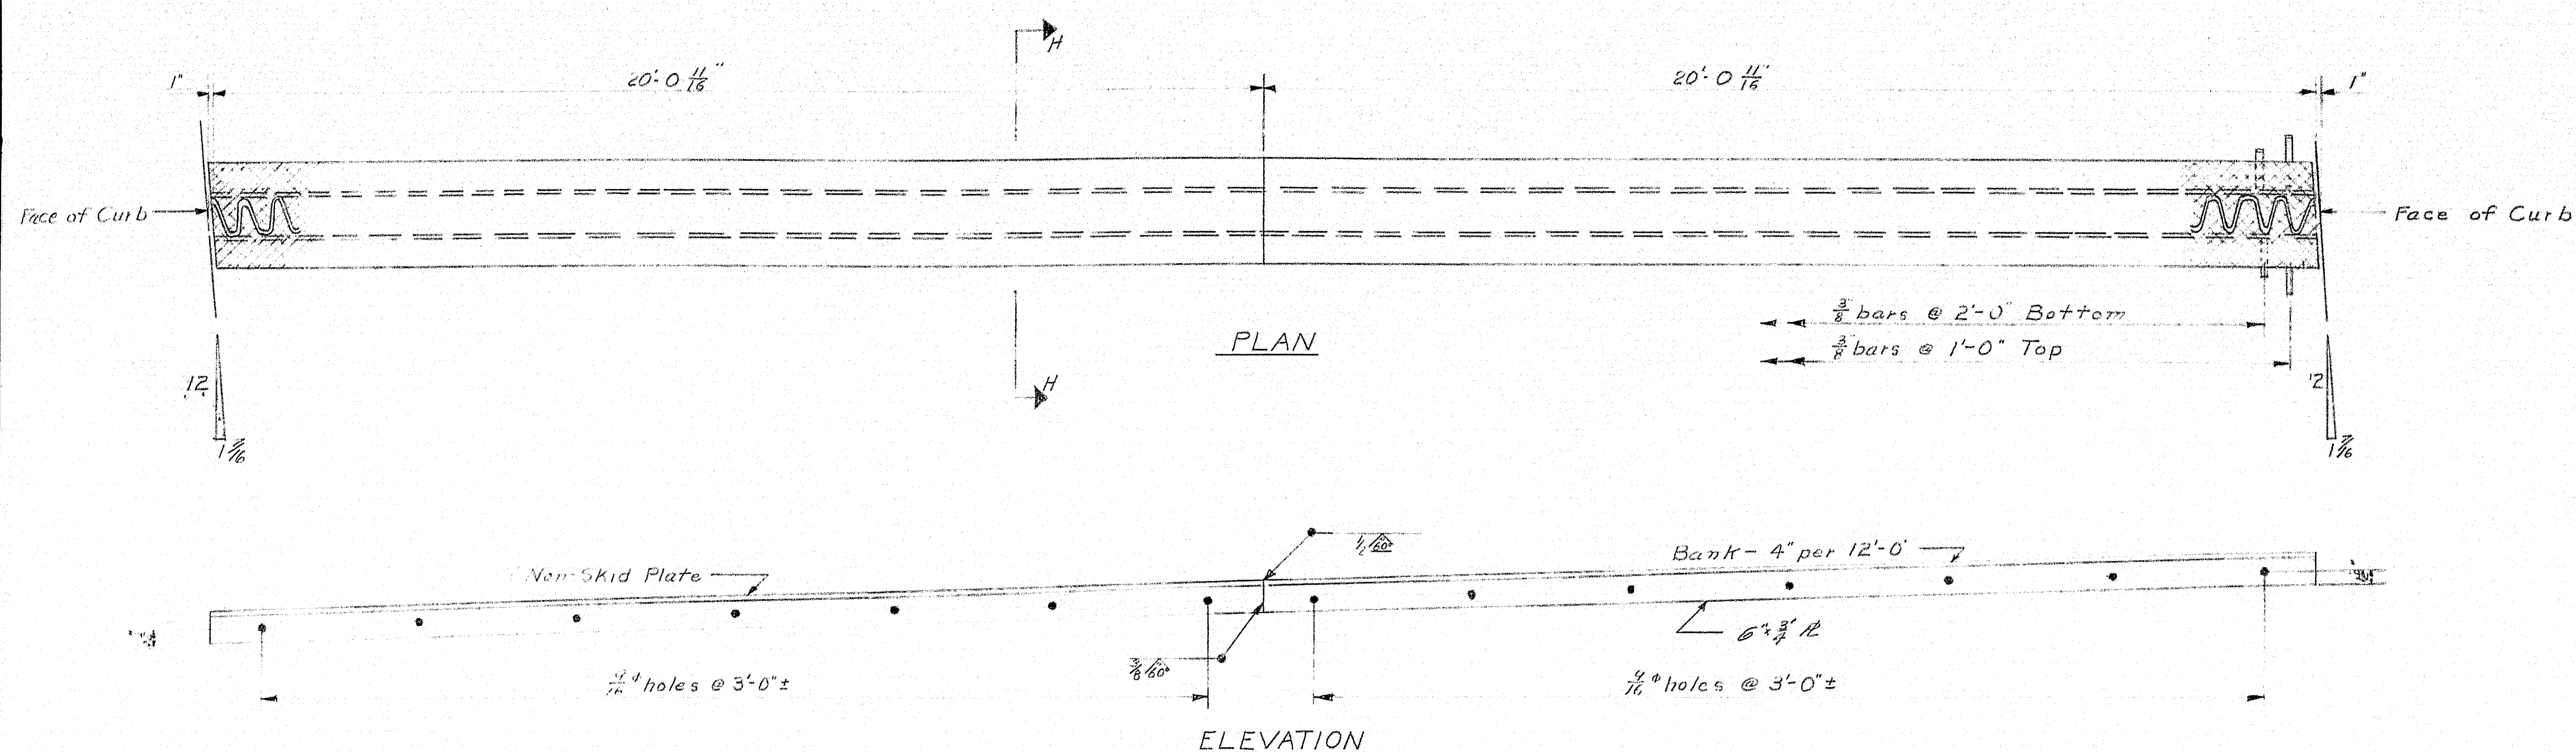 H
1"
20'-0 11/16"
20'-0 11/16"
1"
Face of Curb
Face of Curb
3/8" bars @ 2'-0" Bottom
PLAN
3/8" bars @ 1'-0" Top
12
H
12
1 7/16
1 7/16
1/2 60°
Bank - 4" per 12'-0"
Non-Skid Plate
6" x 3/4" PL
3/8 60°
9/16  φ holes @ 3'-0" ±
9/16 φ holes @ 3'-0" ±
ELEVATION